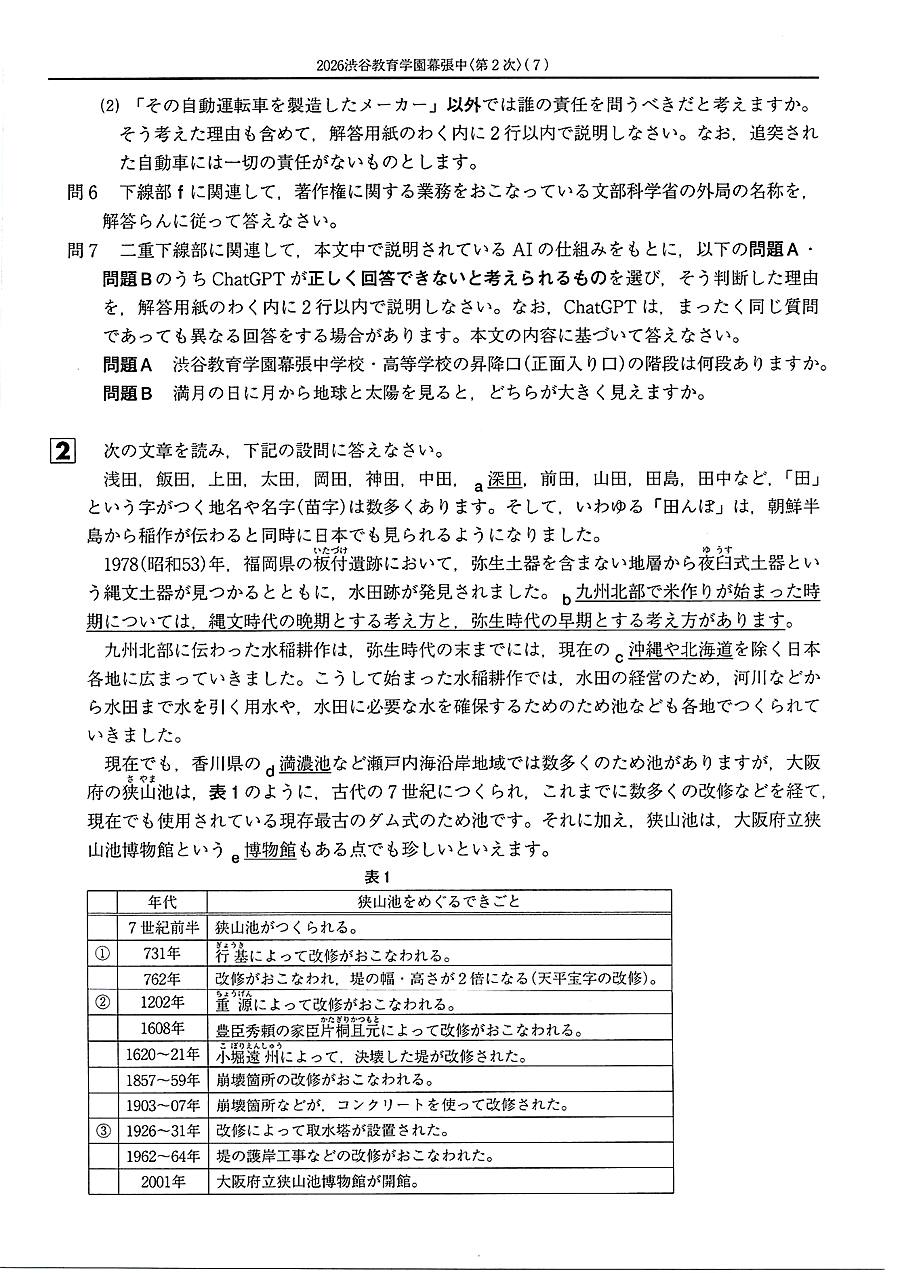 2026渋谷教育学園幕張中〈第2次〉(7)
(2) 「その自動運転車を製造したメーカー」以外では誰の責任を問うべきだと考えますか。
そう考えた理由も含めて，解答用紙のわく内に2行以内で説明しなさい。なお，追突され
た自動車には一切の責任がないものとします。
問6 下線部fに関連して，著作権に関する業務をおこなっている文部科学省の外局の名称を，
解答らんに従って答えなさい。
問7 二重下線部に関連して，本文中で説明されているAIの仕組みをもとに，以下の問題A・
問題BのうちChatGPTが正しく回答できないと考えられるものを選び，そう判断した理由
を，解答用紙のわく内に2行以内で説明しなさい。なお，ChatGPTは，まったく同じ質問
であっても異なる回答をする場合があります。本文の内容に基づいて答えなさい。
問題A 渋谷教育学園幕張中学校・高等学校の昇降口(正面入り口)の階段は何段ありますか。
問題B 満月の日に月から地球と太陽を見ると，どちらが大きく見えますか。
2 次の文章を読み，下記の設問に答えなさい。
浅田，飯田，上田，太田，岡田，神田，中田，a深田，前田，山田，田島，田中など，「田」
という字がつく地名や名字(苗字)は数多くあります。そして，いわゆる「田んぼ」は，朝鮮半
島から稲作が伝わると同時に日本でも見られるようになりました。
1978(昭和53)年，福岡県の板付遺跡において，弥生土器を含まない地層から夜臼式土器とい
う縄文土器が見つかるとともに，水田跡が発見されました。b九州北部で米作りが始まった時
期については，縄文時代の晩期とする考え方と，弥生時代の早期とする考え方があります。
九州北部に伝わった水稲耕作は，弥生時代の末までには，現在のc沖縄や北海道を除く日本
各地に広まっていきました。こうして始まった水稲耕作では，水田の経営のため，河川などか
ら水田まで水を引く用水や，水田に必要な水を確保するためのため池なども各地でつくられて
いきました。
現在でも，香川県のd満濃池など瀬戸内海沿岸地域では数多くのため池がありますが，大阪
府の狭山池は，表1のように，古代の7世紀につくられ，これまでに数多くの改修などを経て，
現在でも使用されている現存最古のダム式のため池です。それに加え，狭山池は，大阪府立狭
山池博物館というe博物館もある点でも珍しいといえます。
表1
年代 狭山池をめぐるできごと
7世紀前半 狭山池がつくられる。
① 731年 行基によって改修がおこなわれる。
762年 改修がおこなわれ，堤の幅・高さが2倍になる(天平宝字の改修)。
② 1202年 重源によって改修がおこなわれる。
1608年 豊臣秀頼の家臣片桐且元によって改修がおこなわれる。
1620～21年 小堀遠州によって，決壊した堤が改修された。
1857～59年 崩壊箇所の改修がおこなわれる。
1903～07年 崩壊箇所などが，コンクリートを使って改修された。
③ 1926～31年 改修によって取水塔が設置された。
1962～64年 堤の護岸工事などの改修がおこなわれた。
2001年 大阪府立狭山池博物館が開館。